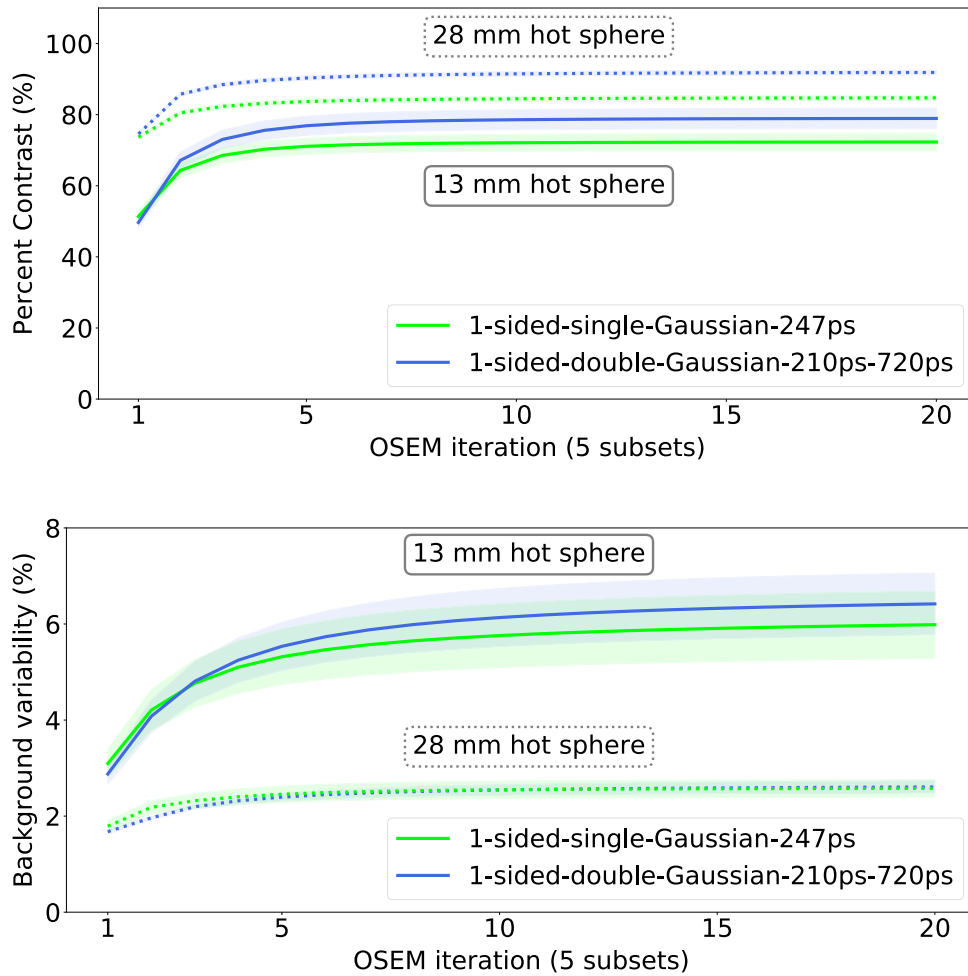 28 mm hot sphere
13 mm hot sphere
Percent Contrast (%)
100
80
60
40
20
0
1-sided-single-Gaussian-247ps
1-sided-double-Gaussian-210ps-720ps
1 5 10 15 20
OSEM iteration (5 subsets)
13 mm hot sphere
28 mm hot sphere
Background variability (%)
8
6
4
2
0
1-sided-single-Gaussian-247ps
1-sided-double-Gaussian-210ps-720ps
1 5 10 15 20
OSEM iteration (5 subsets)